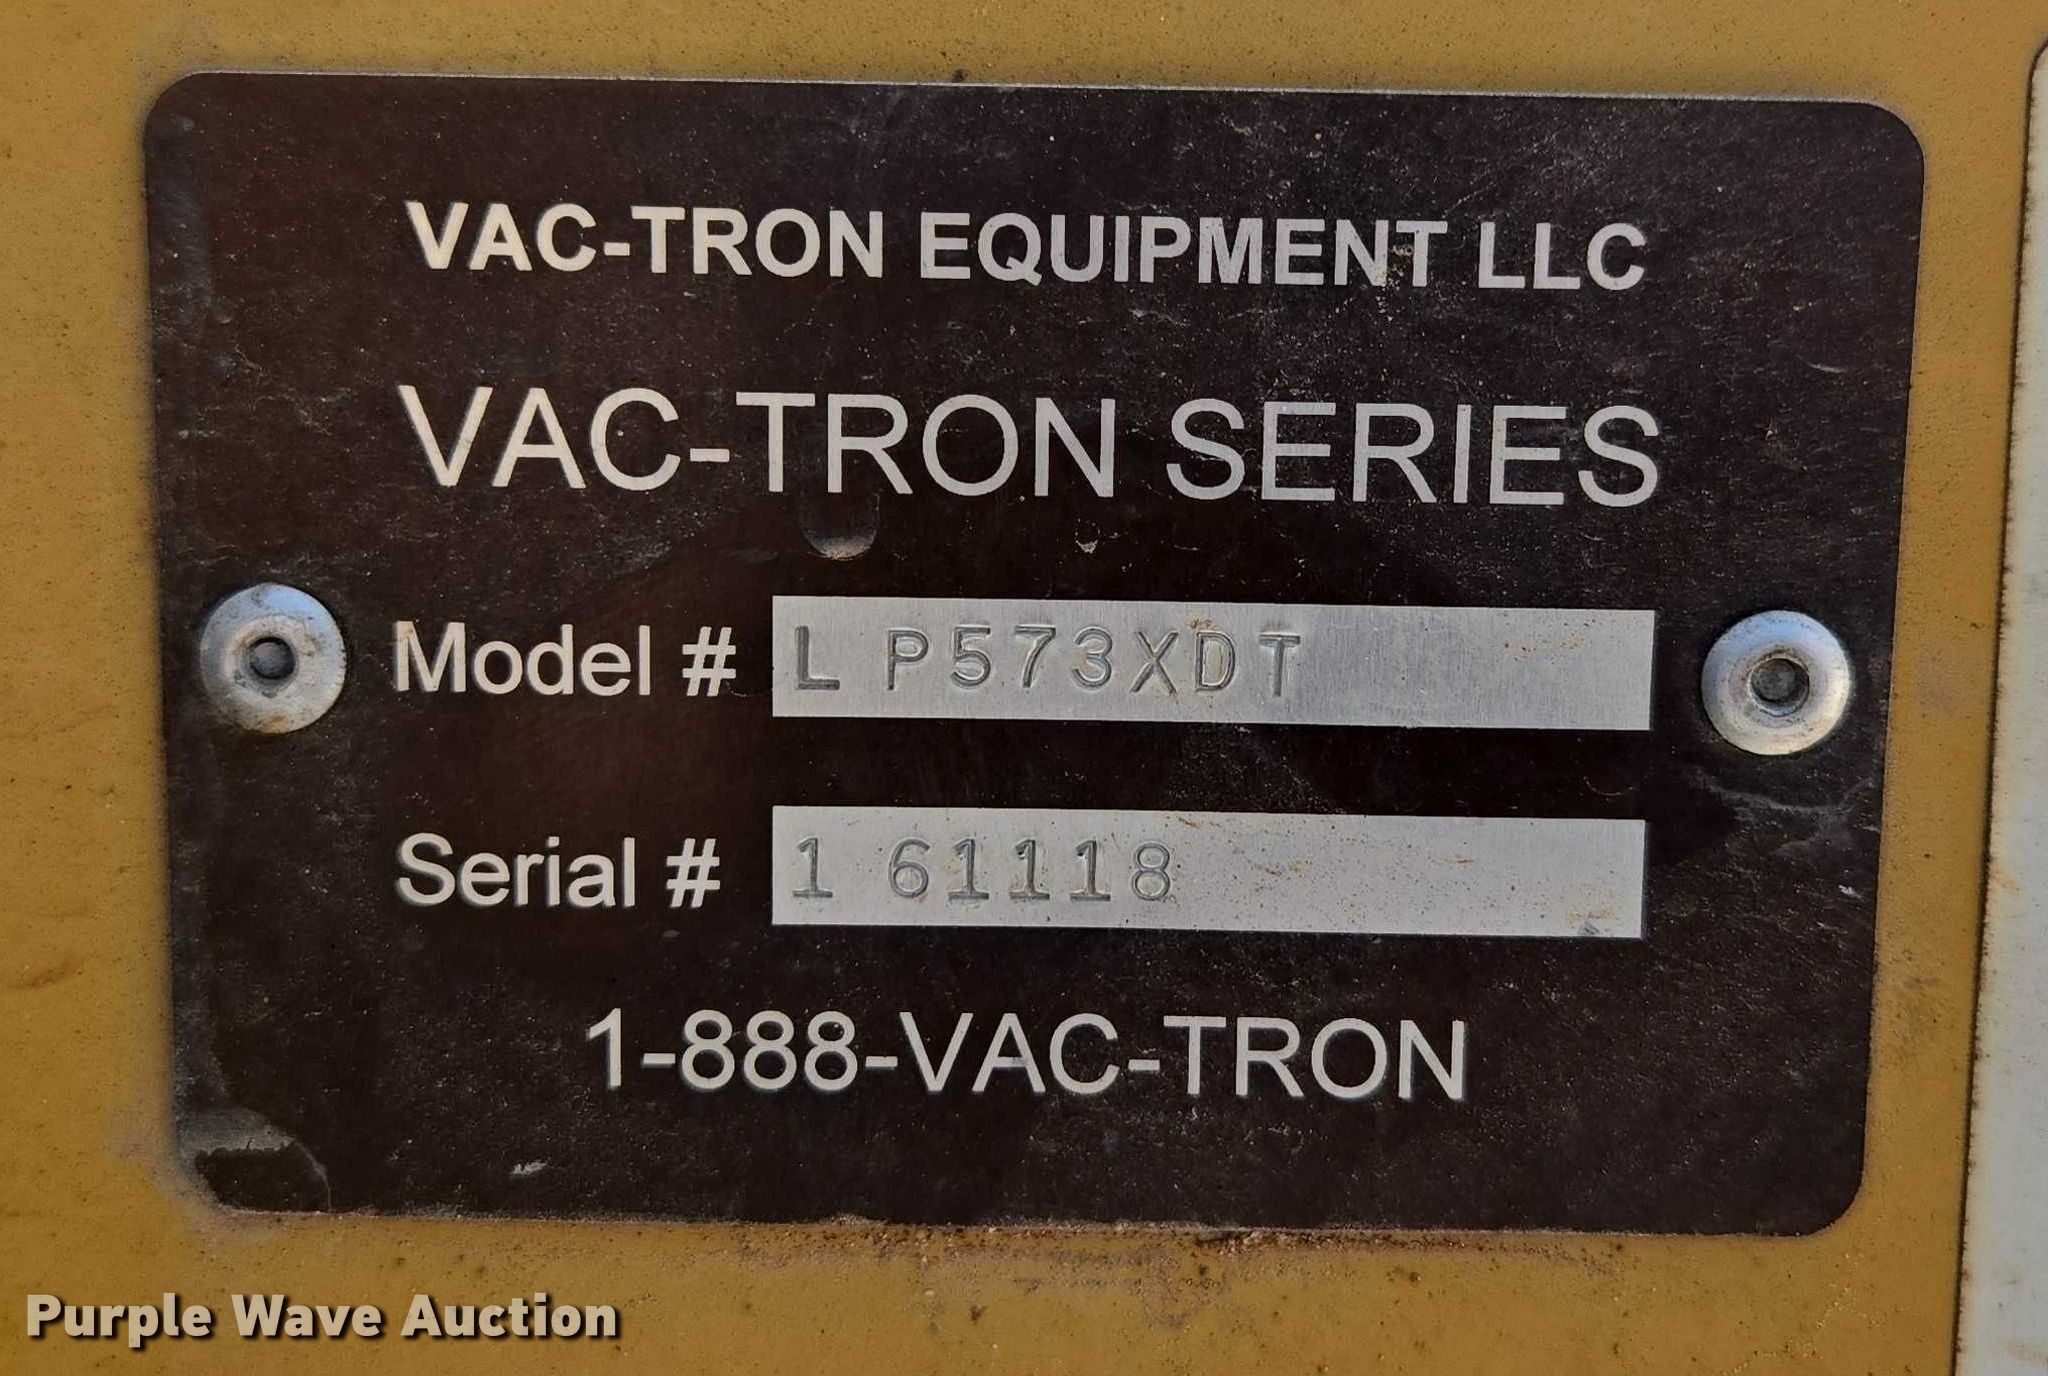 VAC-TRON EQUIPMENT LLC
VAC-TRON SERIES
Model # L P573XDT
Serial # 1 61118
1-888-VAC-TRON
Purple Wave Auction